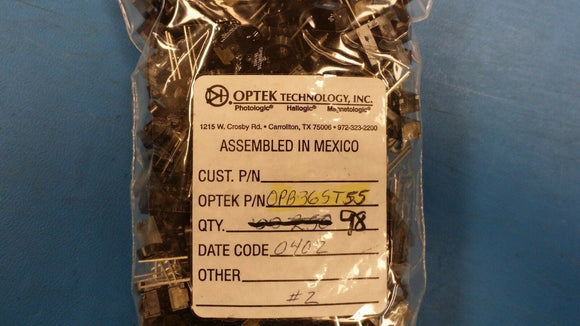 OPTEK TECHNOLOGY, INC.
Photologic® Hallogic® Magnetologic®
1215 W. Crosby Rd. • Carrollton, TX 75006 • 972-323-2200
ASSEMBLED IN MEXICO
CUST. P/N
OPTEK P/N OPB365T55
QTY. 98
DATE CODE 0402
OTHER
#2